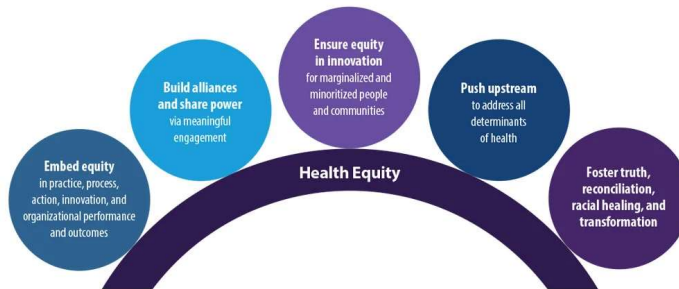 Embed equity
in practice, process,
action, innovation, and
organizational performance
and outcomes
Build alliances
and share power
via meaningful
engagement
Ensure equity
in innovation
for marginalized and
minoritized people
and communities
Push upstream
to address all
determinants
of health
Foster truth,
reconciliation,
racial healing, and
transformation
Health Equity